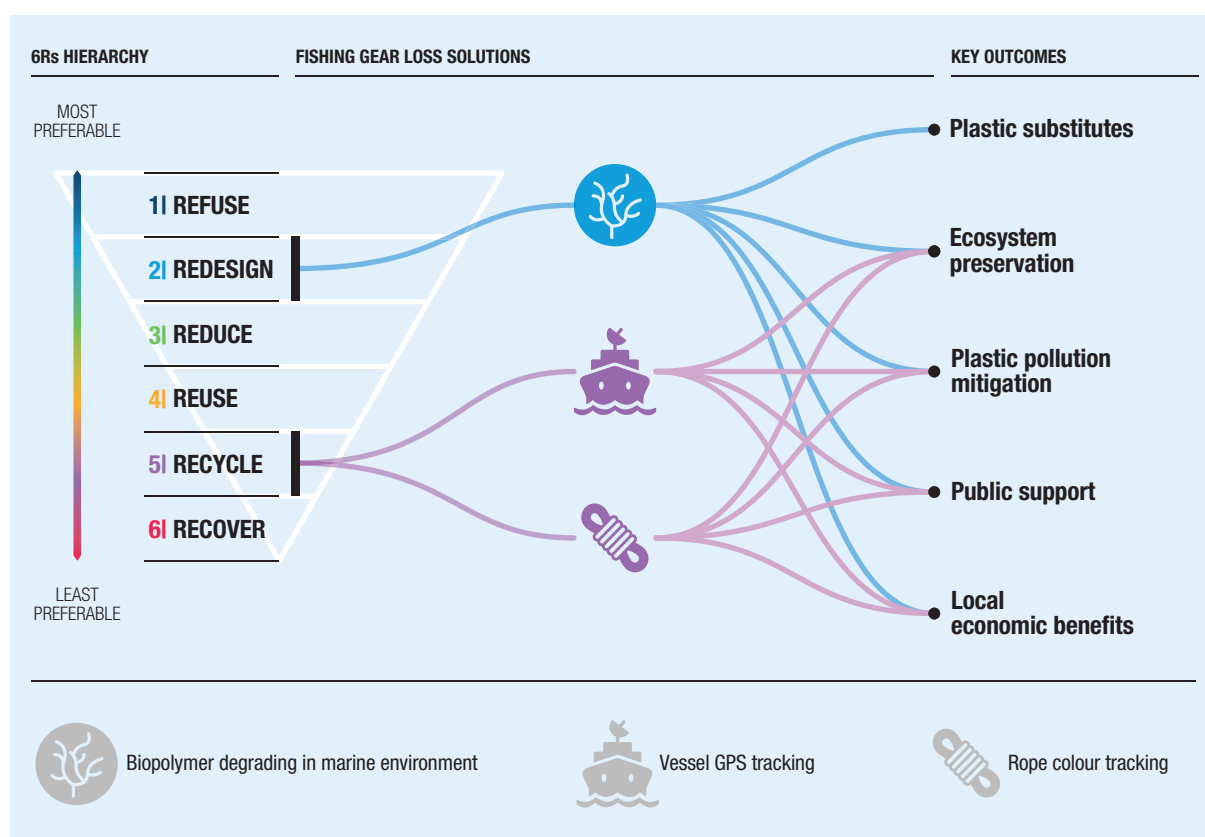 6Rs HIERARCHY
FISHING GEAR LOSS SOLUTIONS
KEY OUTCOMES
MOST
PREFERABLE
1| REFUSE
2| REDESIGN
3| REDUCE
4| REUSE
5| RECYCLE
6| RECOVER
LEAST
PREFERABLE
Plastic substitutes
Ecosystem
preservation
Plastic pollution
mitigation
Public support
Local
economic benefits
Biopolymer degrading in marine environment
Vessel GPS tracking
Rope colour tracking